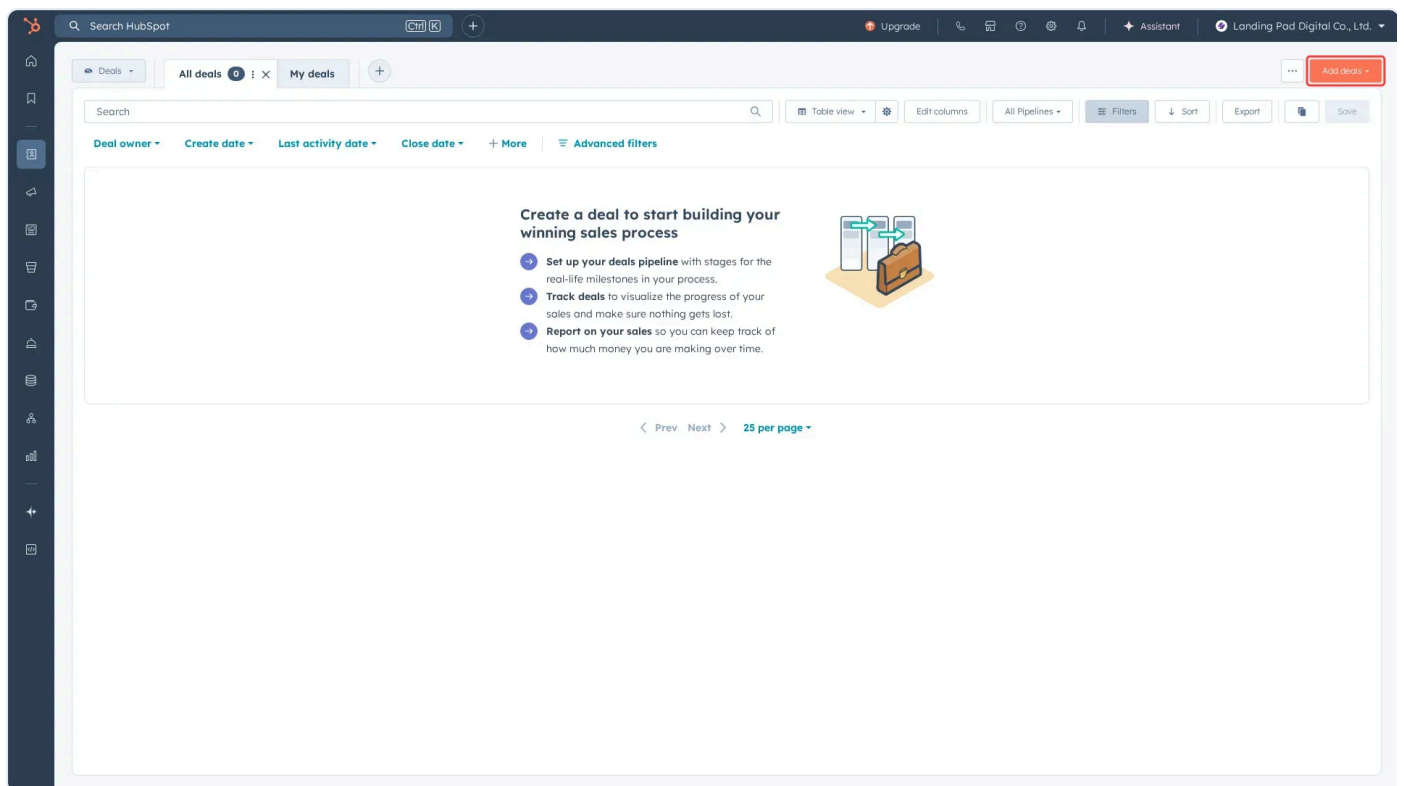 Search HubSpot Ctrl K Upgrade Assistant Landing Pad Digital Co., Ltd.
Deals All deals 0 My deals Add deals
Search Table view Edit columns All Pipelines Filters Sort Export Save
Deal owner Create date Last activity date Close date + More Advanced filters
Create a deal to start building your
winning sales process
Set up your deals pipeline with stages for the
real-life milestones in your process.
Track deals to visualize the progress of your
sales and make sure nothing gets lost.
Report on your sales so you can keep track of
how much money you are making over time.
Prev Next 25 per page